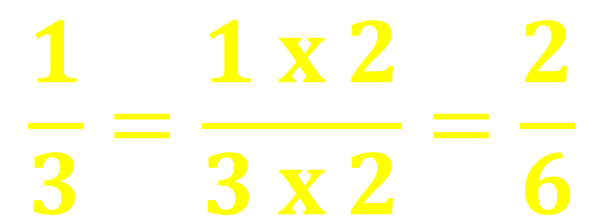 1 = 1 x 2 = 2
3 3 x 2 6